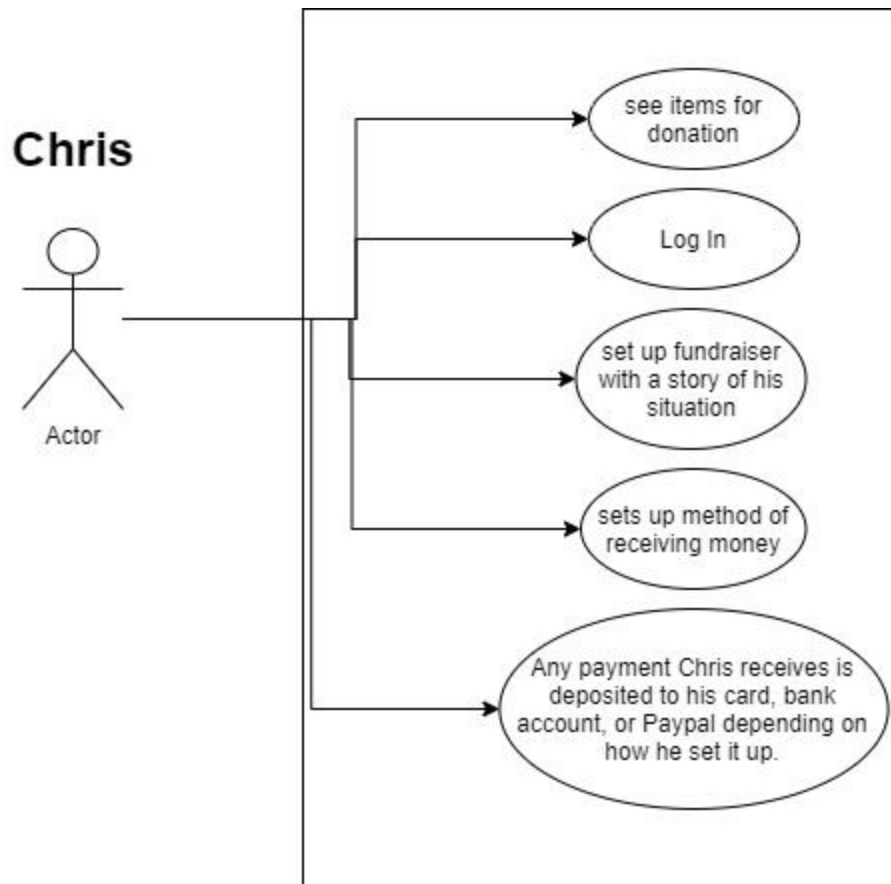 Chris
Actor
see items for
donation
Log In
set up fundraiser
with a story of his
situation
sets up method of
receiving money
Any payment Chris receives is
deposited to his card, bank
account, or Paypal depending on
how he set it up.